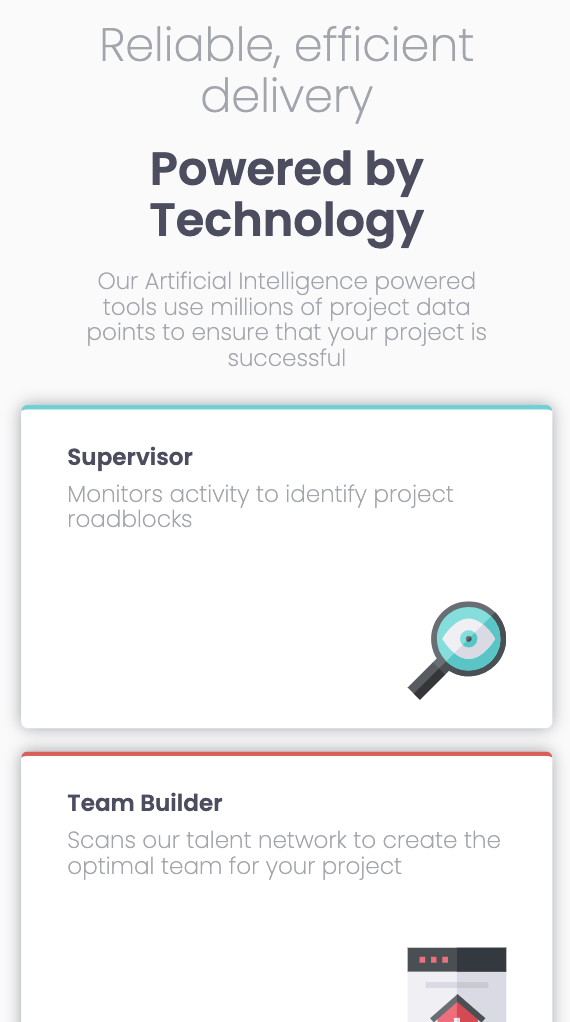 Reliable, efficient
delivery
Powered by
Technology
Our Artificial Intelligence powered
tools use millions of project data
points to ensure that your project is
successful
Supervisor
Monitors activity to identify project
roadblocks
Team Builder
Scans our talent network to create the
optimal team for your project